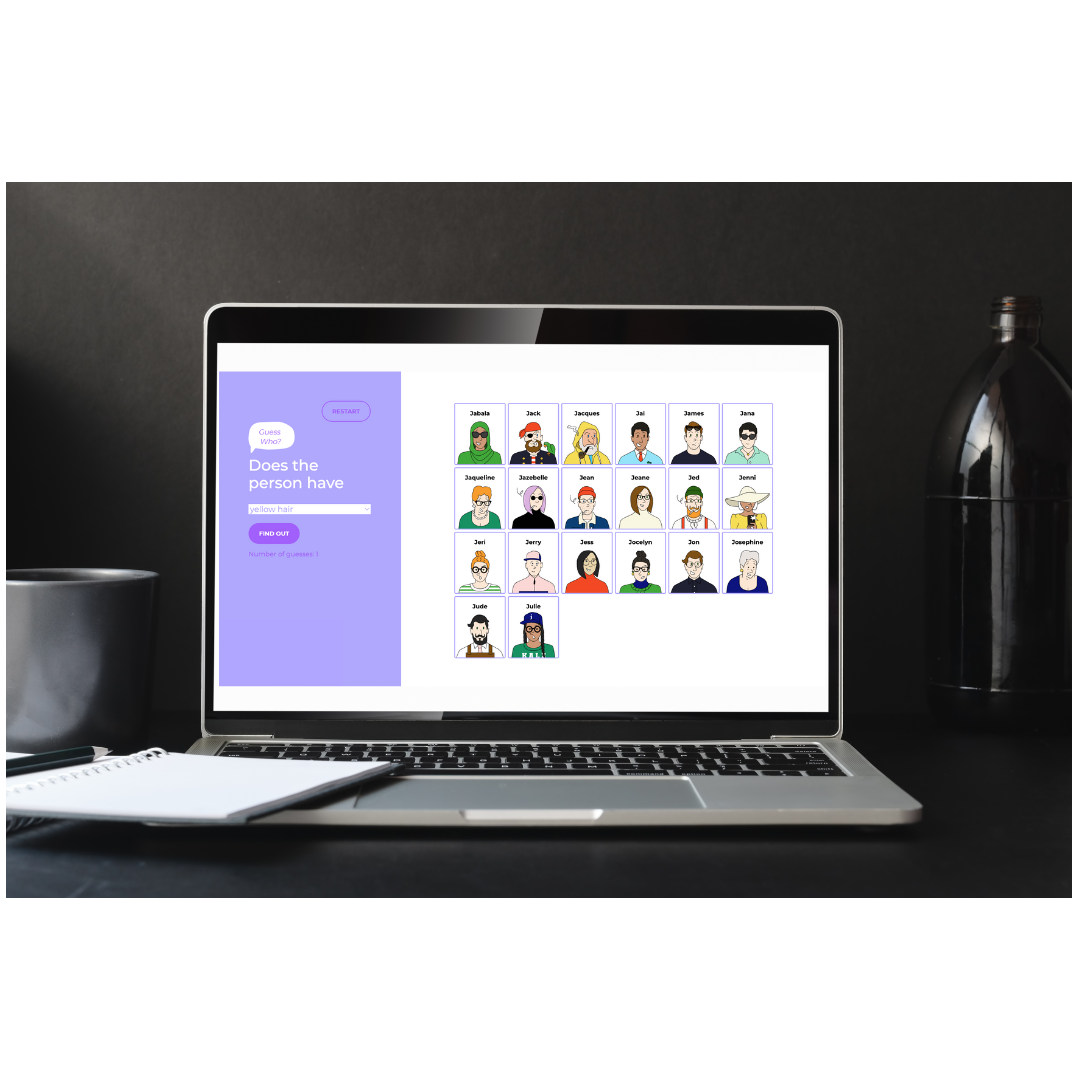 RESTART
Guess
Who?
Does the
person have
yellow hair
FIND OUT
Number of guesses: 1
Jabala Jack Jacques Jai James Jana
Jaqueline Jazebelle Jean Jeane Jed Jenni
Jeri Jerry Jess Jocelyn Jon Josephine
Jude Julie